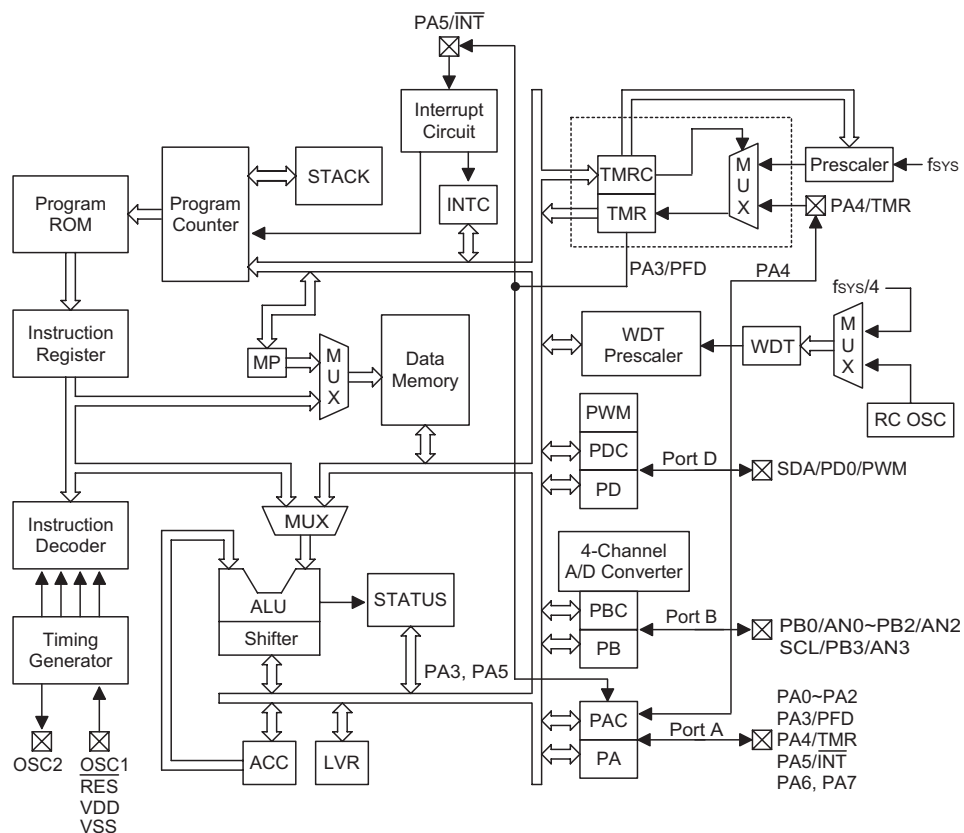 PA5/INT
Interrupt
Circuit
STACK
INTC
Program
ROM
Program
Counter
TMRC
TMR
MUX
Prescaler
fSYS
PA4/TMR
PA3/PFD
PA4
fSYS/4
Instruction
Register
MP
MUX
Data
Memory
WDT
Prescaler
WDT
MUX
RC OSC
PWM
PDC
PD
Port D
SDA/PD0/PWM
Instruction
Decoder
MUX
ALU
Shifter
STATUS
4-Channel
A/D Converter
PBC
PB
Port B
PB0/AN0~PB2/AN2
SCL/PB3/AN3
Timing
Generator
PA3, PA5
PAC
PA
Port A
PA0~PA2
PA3/PFD
PA4/TMR
PA5/INT
PA6, PA7
OSC2
OSC1
RES
VDD
VSS
ACC
LVR